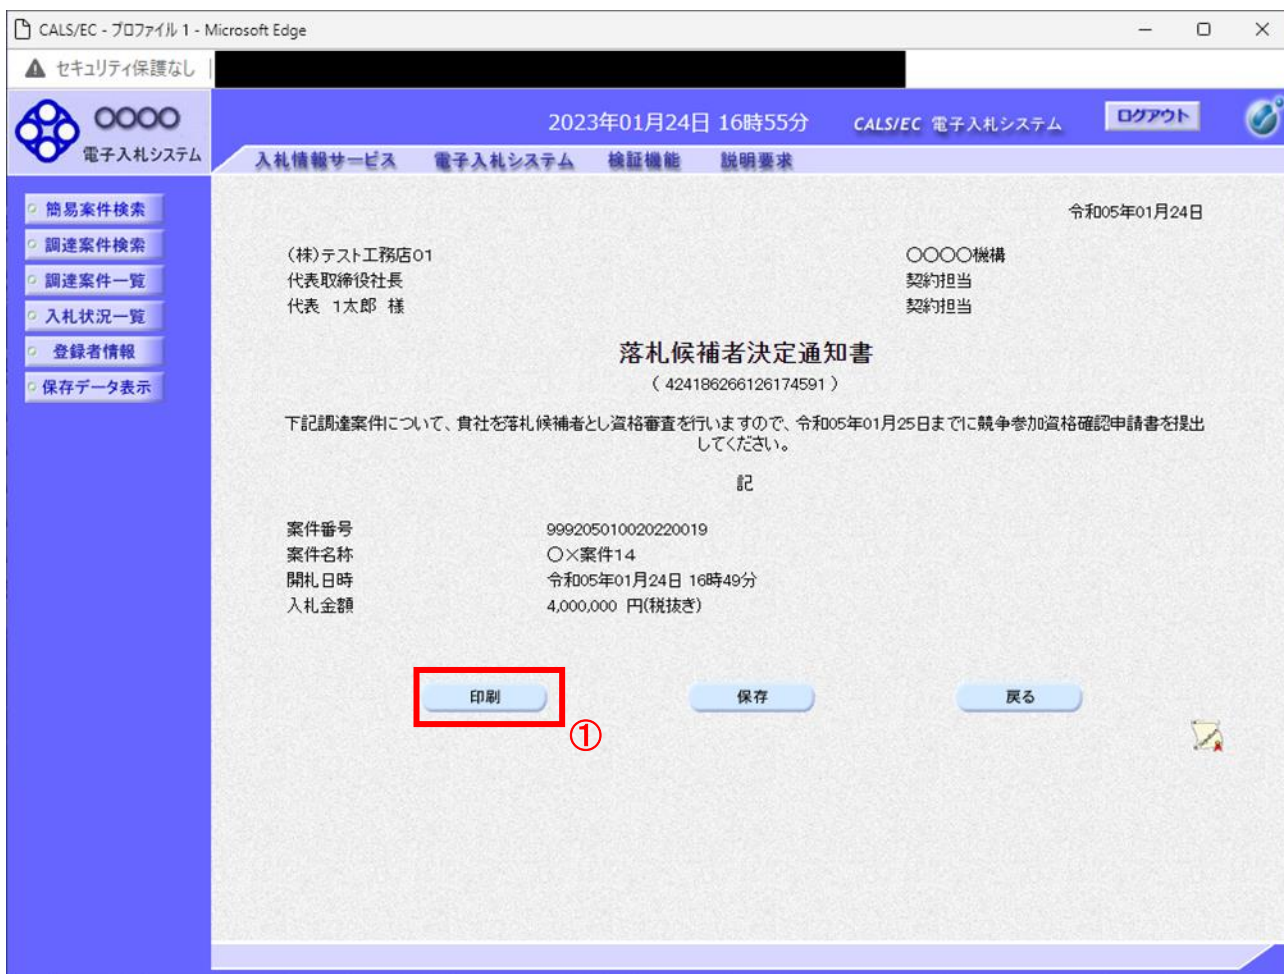 CALS/EC - プロファイル 1 - Microsoft Edge
セキュリティ保護なし
〇〇〇〇
電子入札システム
2023年01月24日 16時55分
CALS/EC 電子入札システム
ログアウト
入札情報サービス 電子入札システム 検証機能 説明要求
簡易案件検索
調達案件検索
調達案件一覧
入札状況一覧
登録者情報
保存データ表示
令和05年01月24日
(株)テスト工務店01
代表取締役社長
代表 1太郎 様
〇〇〇〇機構
契約担当
契約担当
落札候補者決定通知書
( 424186266126174591 )
下記調達案件について、貴社を落札候補者とし資格審査を行いますので、令和05年01月25日までに競争参加資格確認申請書を提出
してください。
記
案件番号 999205010020220019
案件名称 〇×案件14
開札日時 令和05年01月24日 16時49分
入札金額 4,000,000 円(税抜き)
印刷 保存 戻る
①